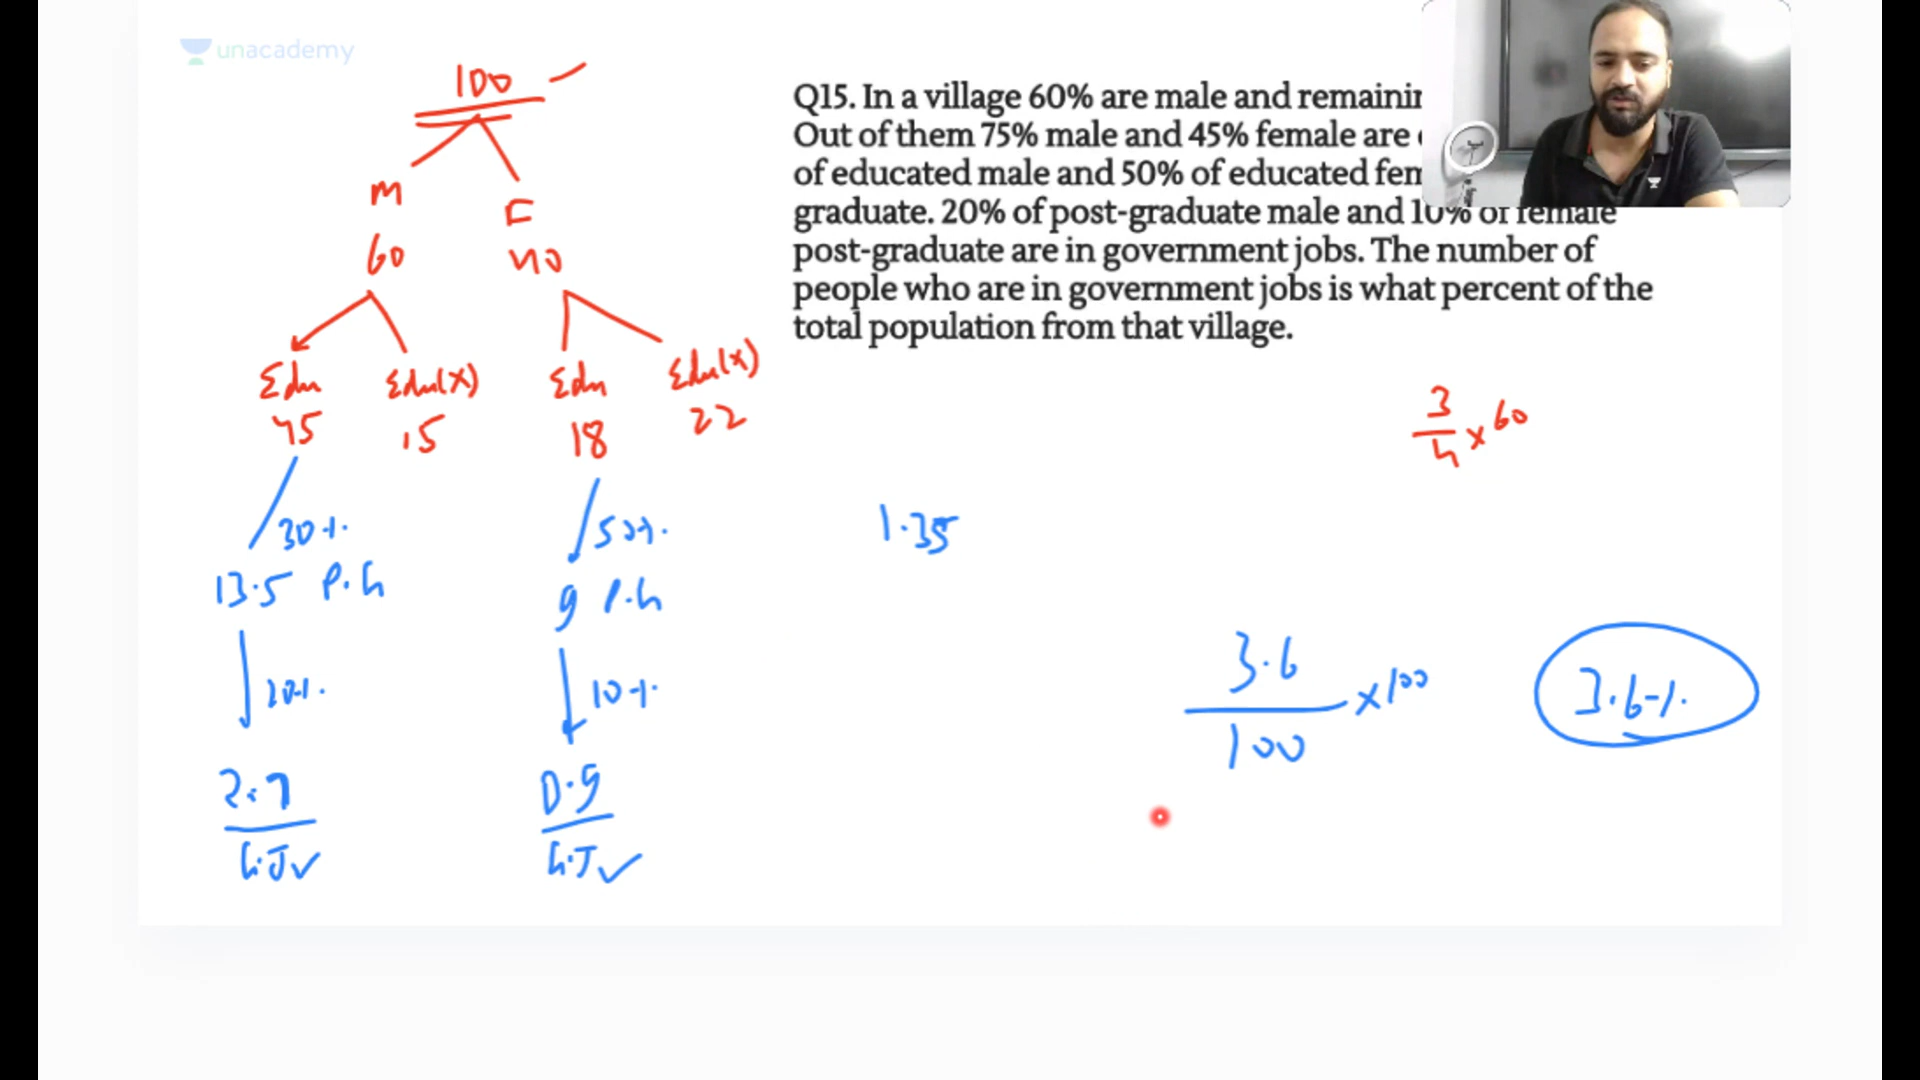 unacademy
100
M
F
60
40
Edu
Edu(x)
Edu
Edu(x)
45
15
18
22
30%.
50%.
13.5 P.G
9 P.G
20%.
10%.
2.7
0.9
G.J✓
G.J✓
Q15. In a village 60% are male and
Out of them 75% male and 45% female are
of educated male and 50% of educated
graduate. 20% of post-graduate male and 10% of female
post-graduate are in government jobs. The number of
people who are in government jobs is what percent of the
total population from that village.
3/4 x 60
1.35
3.6/100 x 100
3.6%.